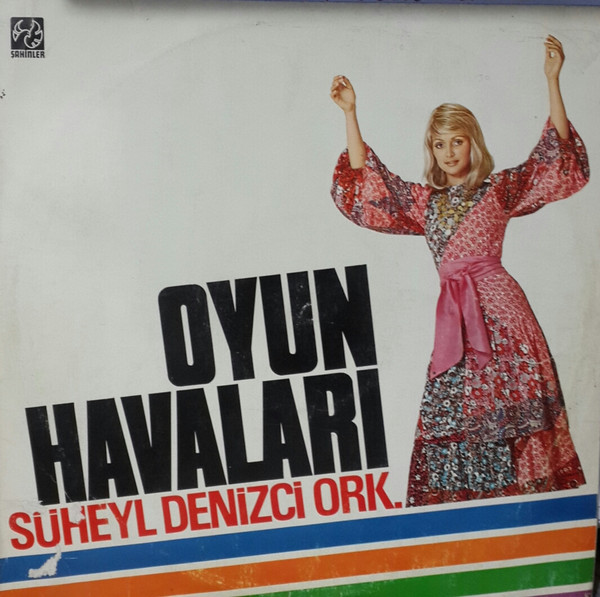 ŞAHİNLER
OYUN
HAVALARI
SÜHEYL DENİZCİ ORK.